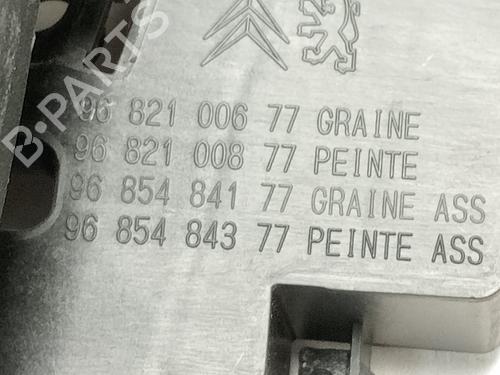 B-PARTS
96 821 006 77 GRAINE
96 821 008 77 PEINTE
96 854 841 77 GRAINE ASS
96 854 843 77 PEINTE ASS